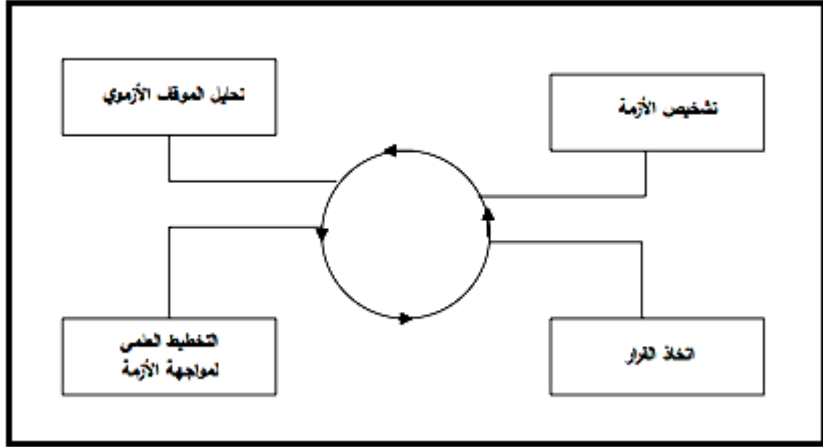 تشخيص الأزمة
تحليل الموقف الأزموي
التخطيط العلمي
لمواجهة الأزمة
اتخاذ القرار